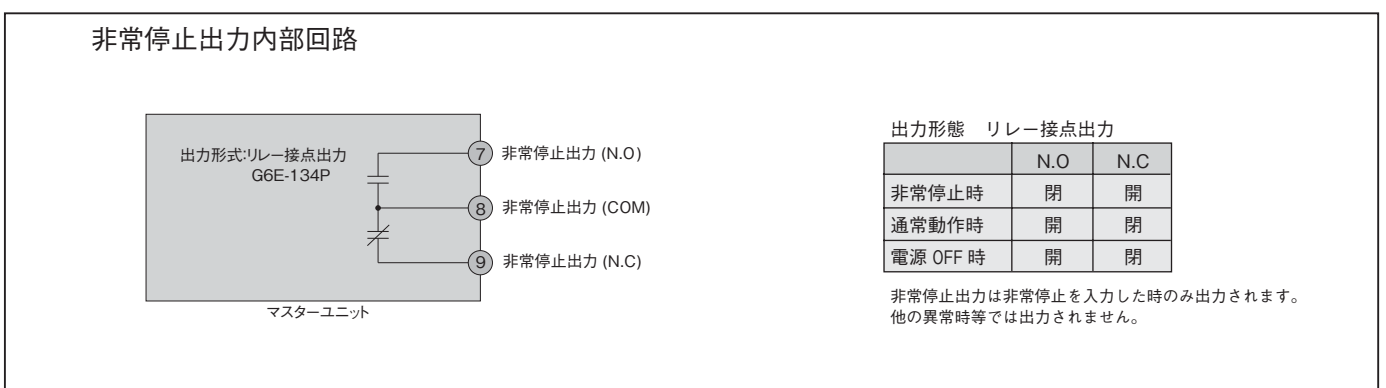 非常停止出力内部回路
出力形式:リレー接点出力
G6E-134P
7 非常停止出力 (N.O)
8 非常停止出力 (COM)
9 非常停止出力 (N.C)
マスターユニット
出力形態　リレー接点出力
N.O N.C
非常停止時 閉 開
通常動作時 開 閉
電源 OFF 時 開 閉
非常停止出力は非常停止を入力した時のみ出力されます。
他の異常時等では出力されません。